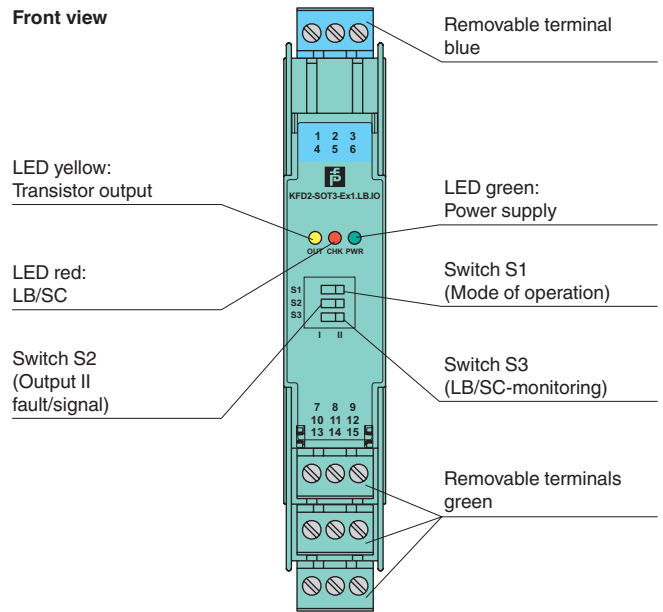 Front view
Removable terminal
blue
1 2 3
4 5 6
KFD2-SOT3-Ex1.LB.IO
LED yellow:
Transistor output
LED green:
Power supply
OUT CHK PWR
LED red:
LB/SC
Switch S1
(Mode of operation)
S1
S2
S3
I II
Switch S2
(Output II
fault/signal)
Switch S3
(LB/SC-monitoring)
7 8 9
10 11 12
13 14 15
Removable terminals
green